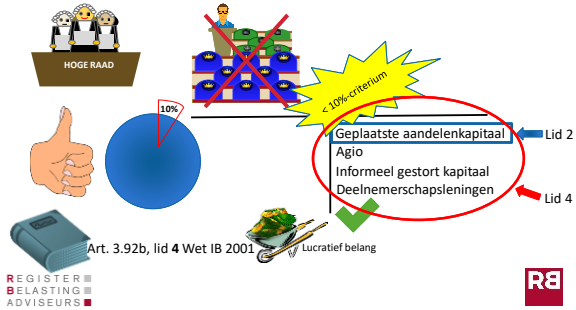 HOGE RAAD
< 10%-criterium
10%
Geplaatste aandelenkapitaal
Lid 2
Agio
Informeel gestort kapitaal
Deelnemerschapsleningen
Lid 4
Art. 3.92b, lid 4 Wet IB 2001
Lucratief belang
REGISTER
BELASTING
ADVISEURS
RB